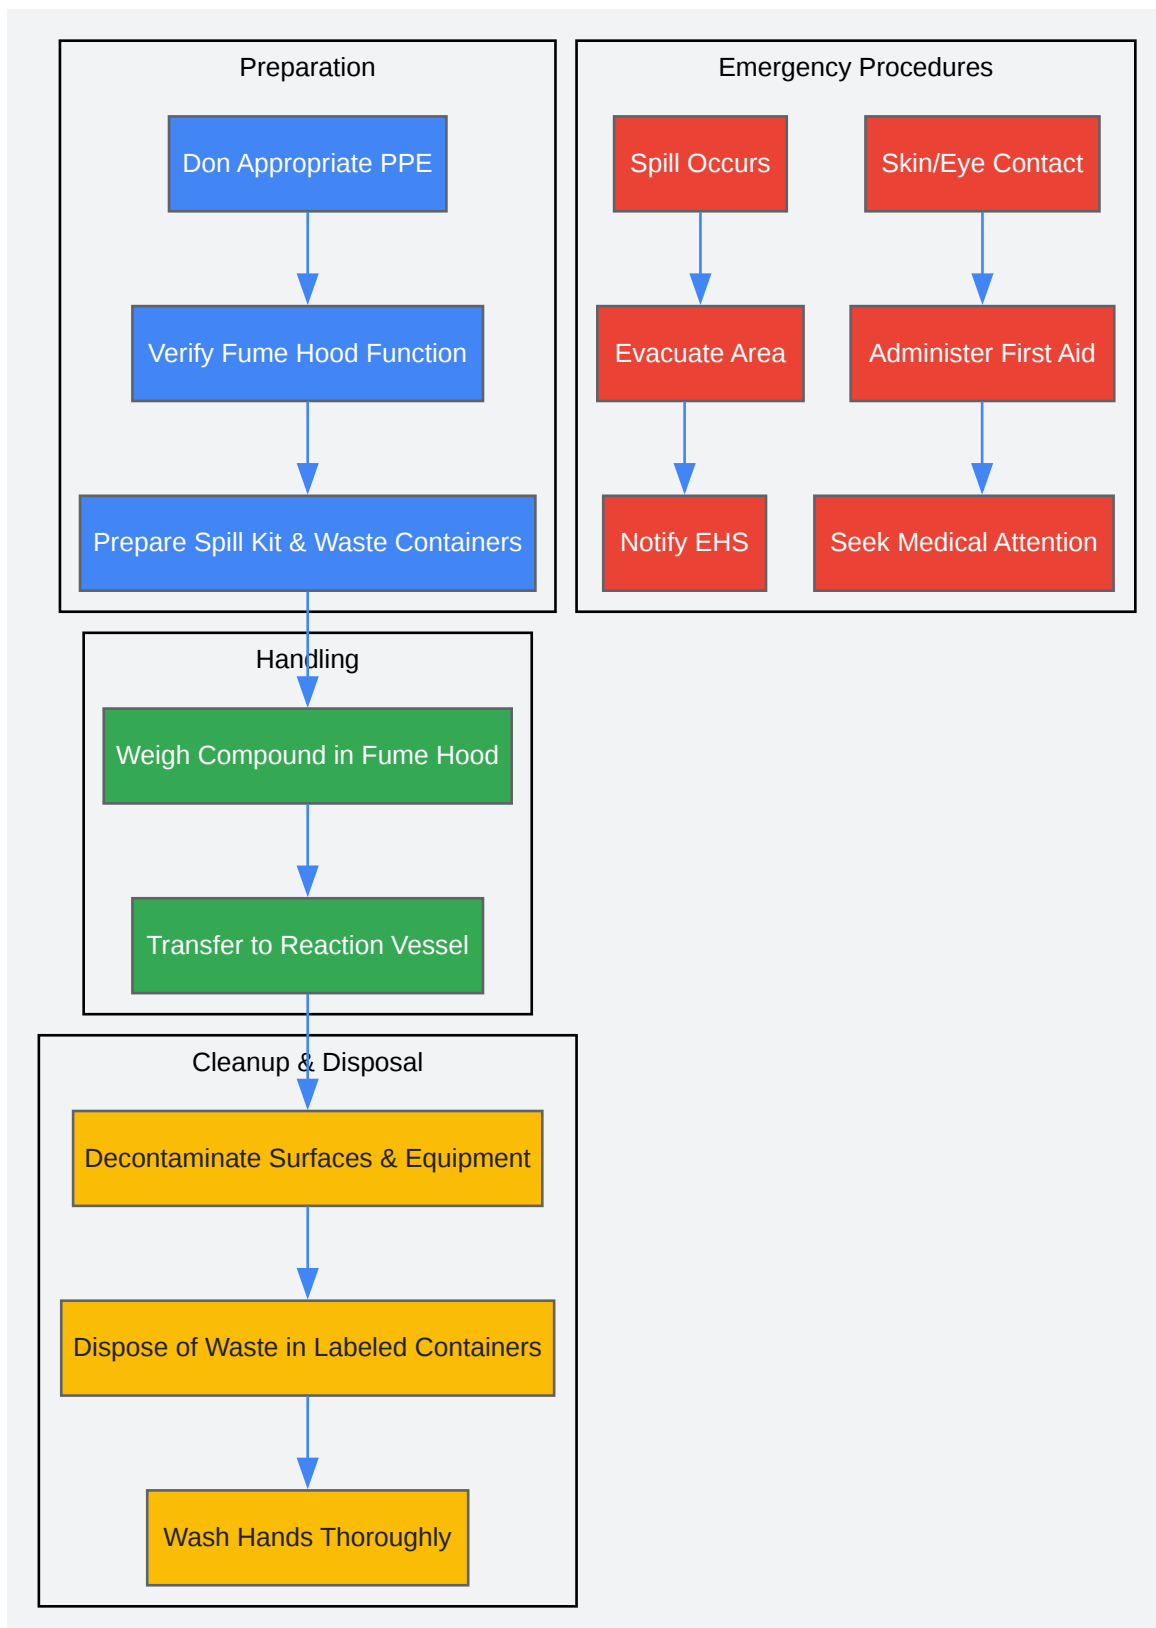 Preparation
Don Appropriate PPE
Verify Fume Hood Function
Prepare Spill Kit & Waste Containers
Emergency Procedures
Spill Occurs
Skin/Eye Contact
Evacuate Area
Administer First Aid
Notify EHS
Seek Medical Attention
Handling
Weigh Compound in Fume Hood
Transfer to Reaction Vessel
Cleanup & Disposal
Decontaminate Surfaces & Equipment
Dispose of Waste in Labeled Containers
Wash Hands Thoroughly